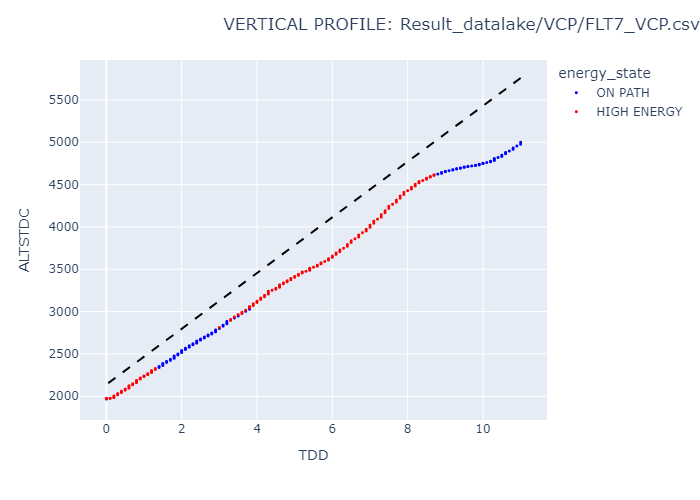 VERTICAL PROFILE: Result_datalake/VCP/FLT7_VCP.csv
energy_state
ON PATH
HIGH ENERGY
5500
5000
4500
4000
3500
3000
2500
2000
ALTSTDC
0 2 4 6 8 10
TDD